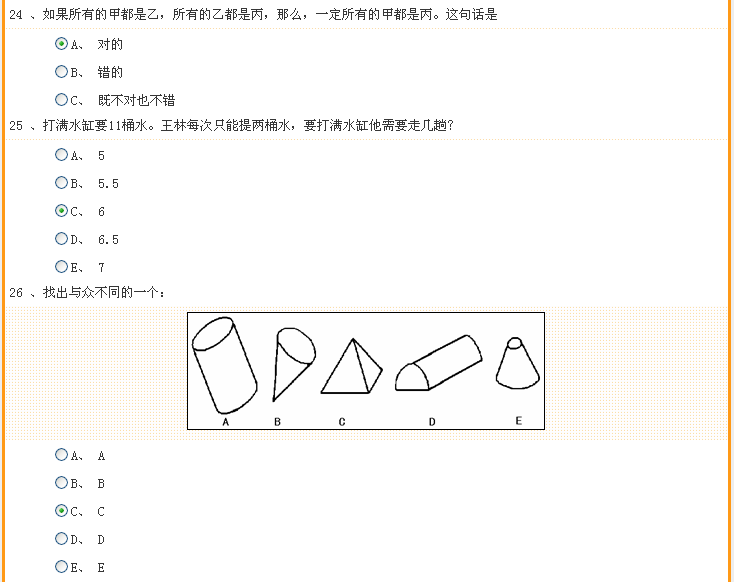 24 、如果所有的甲都是乙，所有的乙都是丙，那么，一定所有的甲都是丙。这句话是
A、 对的
B、 错的
C、 既不对也不错
25 、打满水缸要11桶水。王林每次只能提两桶水，要打满水缸他需要走几趟？
A、 5
B、 5.5
C、 6
D、 6.5
E、 7
26 、找出与众不同的一个：
A B C D E
A、 A
B、 B
C、 C
D、 D
E、 E